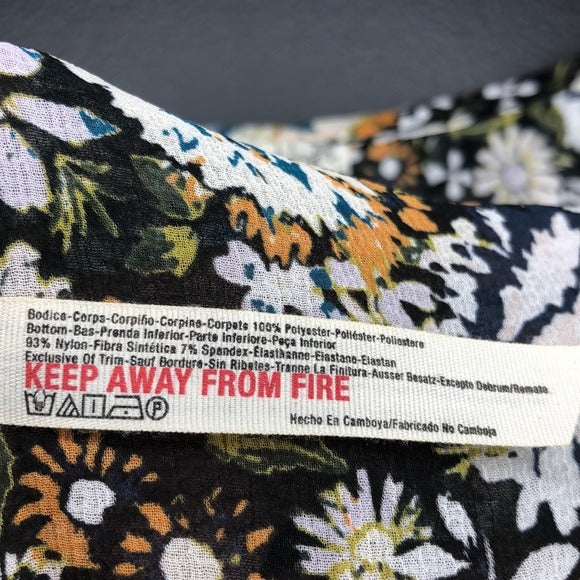 Bodice-Corps-Corpiño-Corpino-Corpete 100% Polyester-Poliéster-Poliestere
Bottom-Bas-Prenda Inferior-Parte Inferiore-Peça Inferior
93% Nylon-Fibra Sintética 7% Spandex-Élasthanne-Elastano-Elastan
Exclusive Of Trim-Sauf Bordure-Sin Ribetes-Tranne La Finitura-Ausser Besatz-Excepto Debrum/Remate
KEEP AWAY FROM FIRE
P
Hecho En Camboya/Fabricado No Camboja